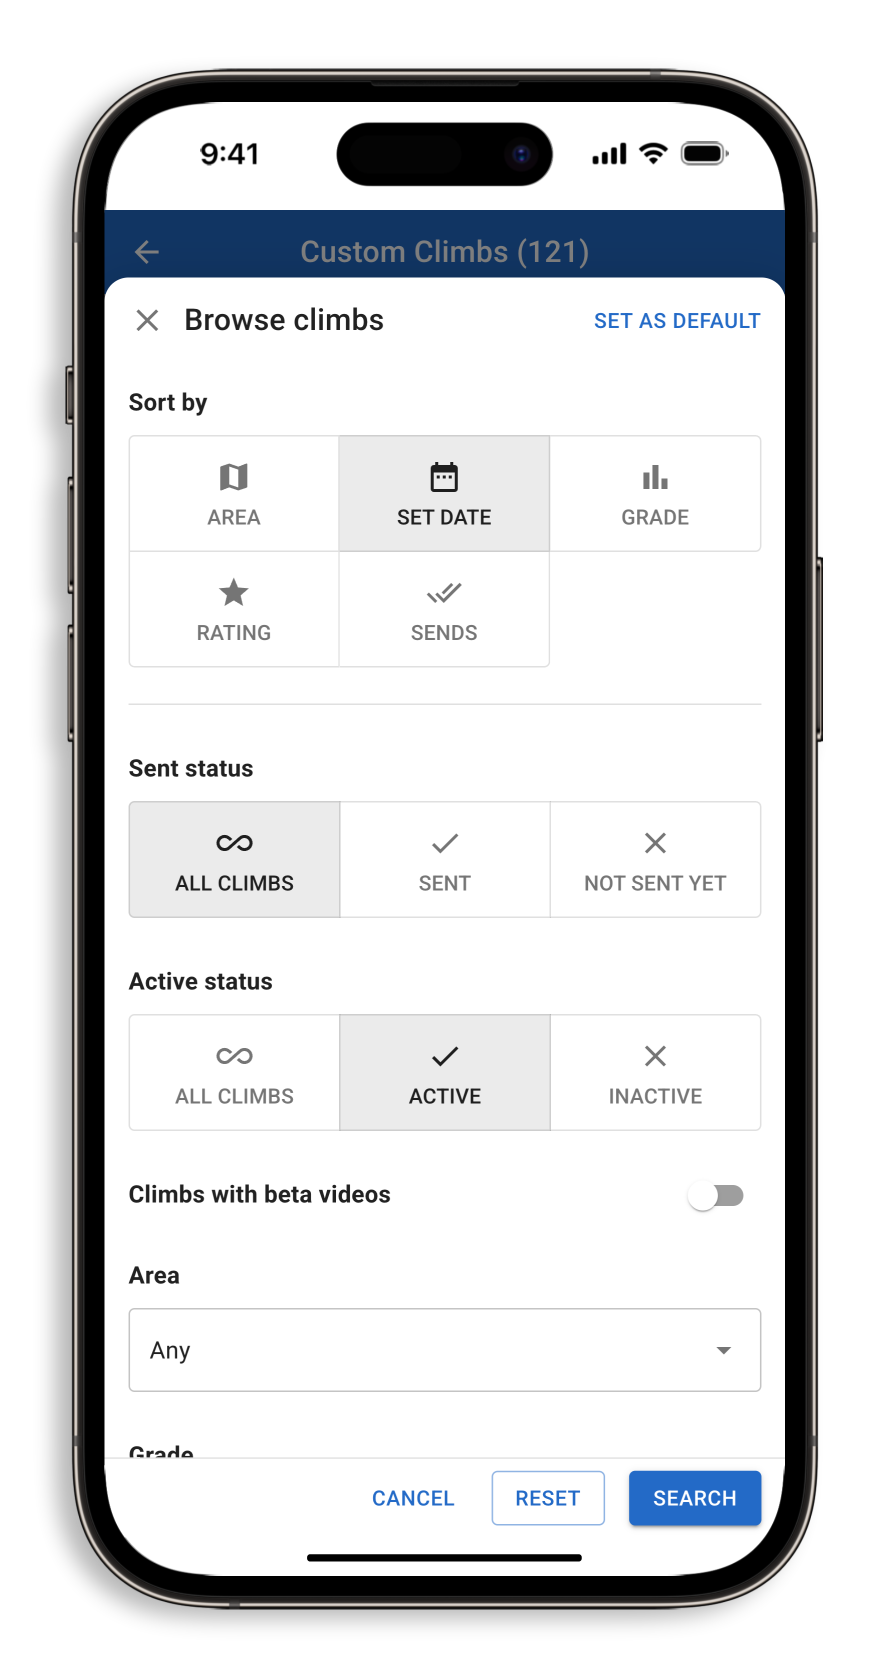 9:41
Custom Climbs (121)
Browse climbs
SET AS DEFAULT
Sort by
AREA
SET DATE
GRADE
RATING
SENDS
Sent status
ALL CLIMBS
SENT
NOT SENT YET
Active status
ALL CLIMBS
ACTIVE
INACTIVE
Climbs with beta videos
Area
Any
Grade
CANCEL
RESET
SEARCH